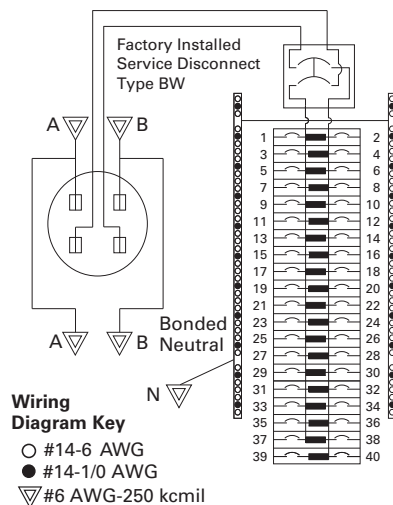 Factory Installed
Service Disconnect
Type BW
A B
1 2
3 4
5 6
7 8
9 10
11 12
13 14
15 16
17 18
19 20
21 22
23 24
25 26
27 28
29 30
31 32
33 34
35 36
37 38
39 40
A B
Bonded
Neutral
N
Wiring
Diagram Key
#14-6 AWG
#14-1/0 AWG
#6 AWG-250 kcmil